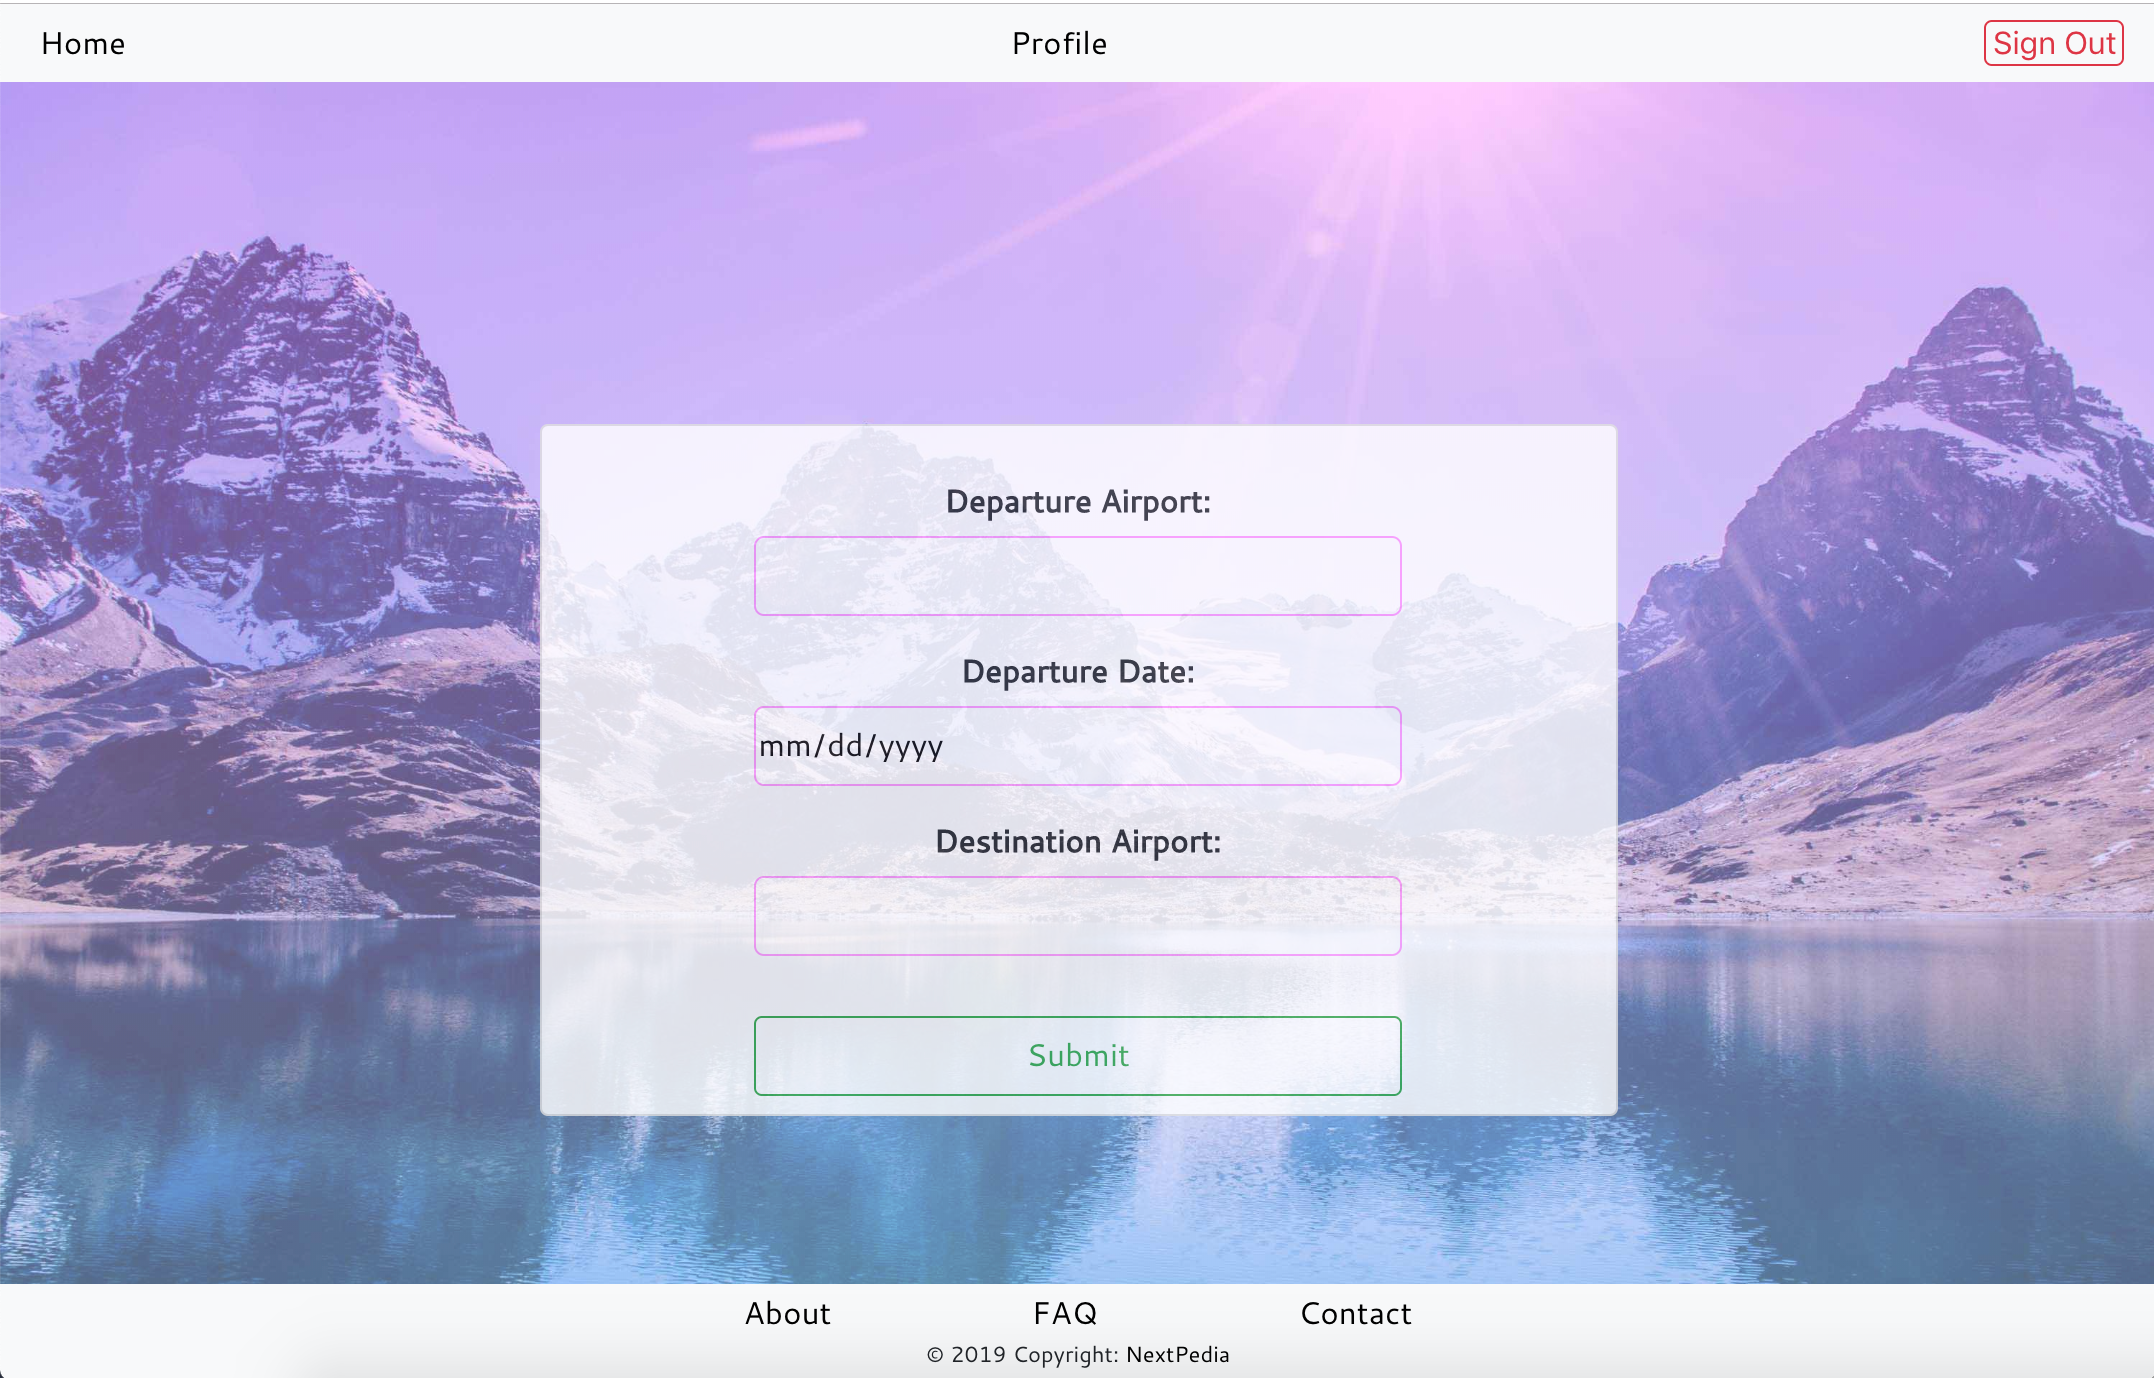 Home Profile Sign Out
Departure Airport:
Departure Date:
mm/dd/yyyy
Destination Airport:
Submit
About FAQ Contact
© 2019 Copyright: NextPedia